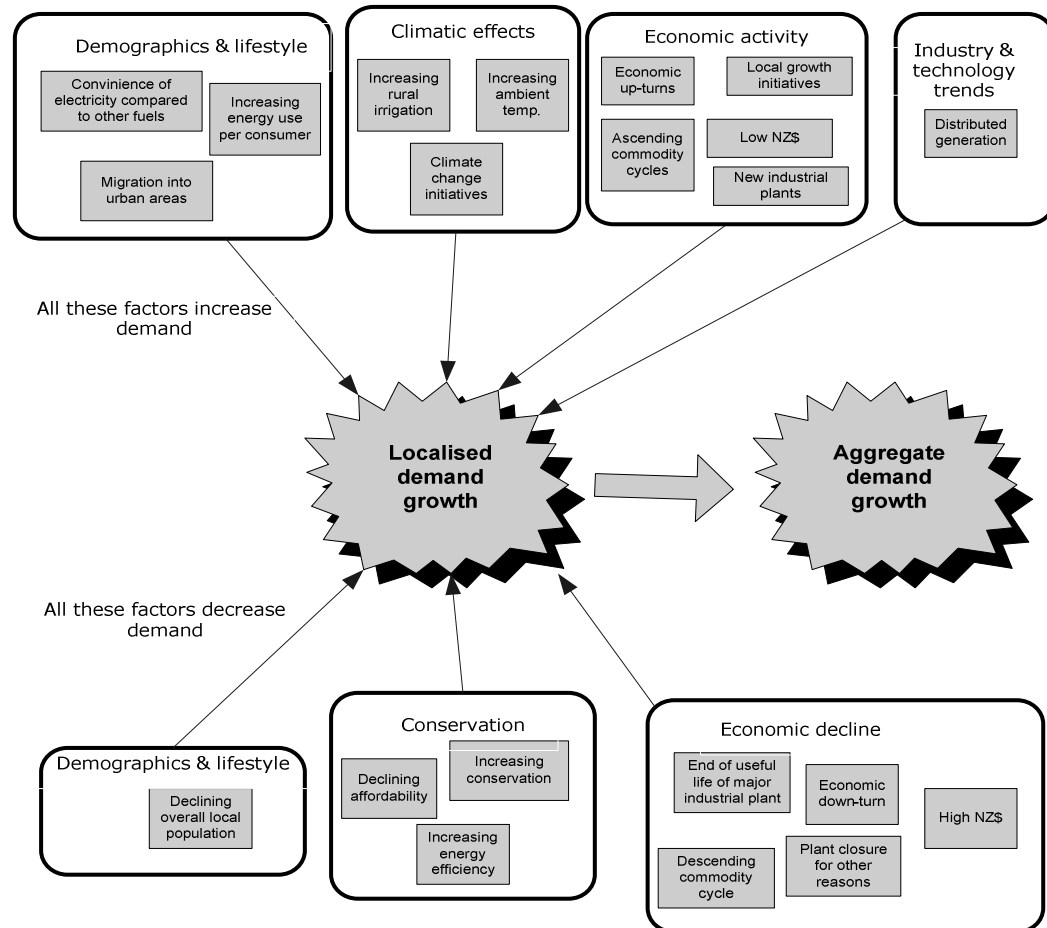 Demographics & lifestyle
Convinience of
electricity compared
to other fuels
Increasing
energy use
per consumer
Migration into
urban areas
Climatic effects
Increasing
rural
irrigation
Increasing
ambient
temp.
Climate
change
initiatives
Economic activity
Economic
up-turns
Local growth
initiatives
Ascending
commodity
cycles
Low NZ$
New industrial
plants
Industry &
technology
trends
Distributed
generation
All these factors increase
demand
Localised
demand
growth
Aggregate
demand
growth
All these factors decrease
demand
Demographics & lifestyle
Declining
overall local
population
Conservation
Declining
affordability
Increasing
conservation
Increasing
energy
efficiency
Economic decline
End of useful
life of major
industrial plant
Economic
down-turn
High NZ$
Descending
commodity
cycle
Plant closure
for other
reasons